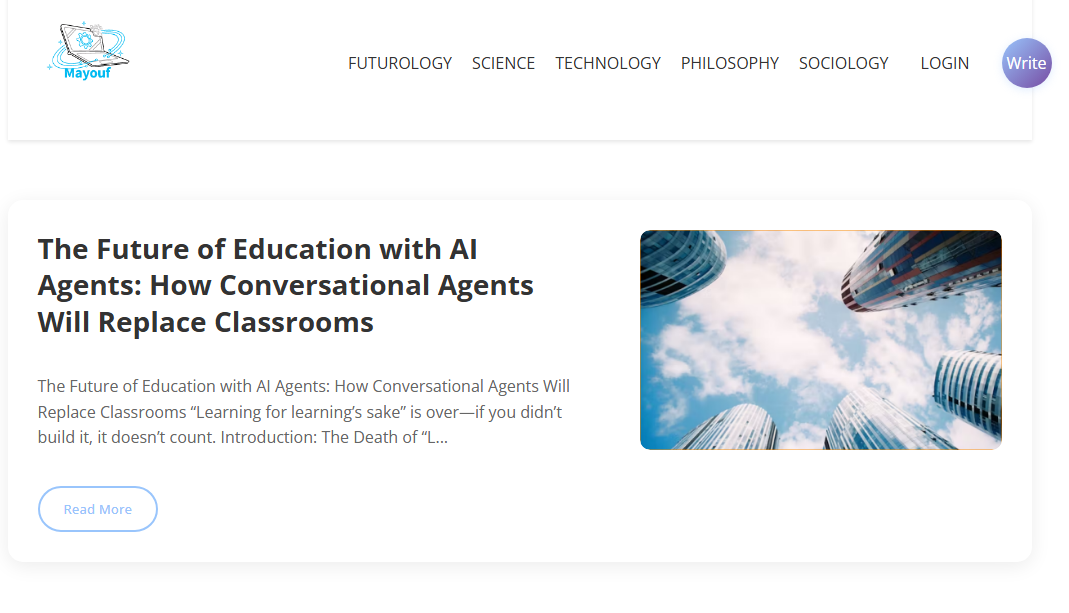 Mayouf
FUTUROLOGY SCIENCE TECHNOLOGY PHILOSOPHY SOCIOLOGY LOGIN Write
The Future of Education with AI
Agents: How Conversational Agents
Will Replace Classrooms
The Future of Education with AI Agents: How Conversational Agents Will
Replace Classrooms “Learning for learning’s sake” is over—if you didn’t
build it, it doesn’t count. Introduction: The Death of “L...
Read More